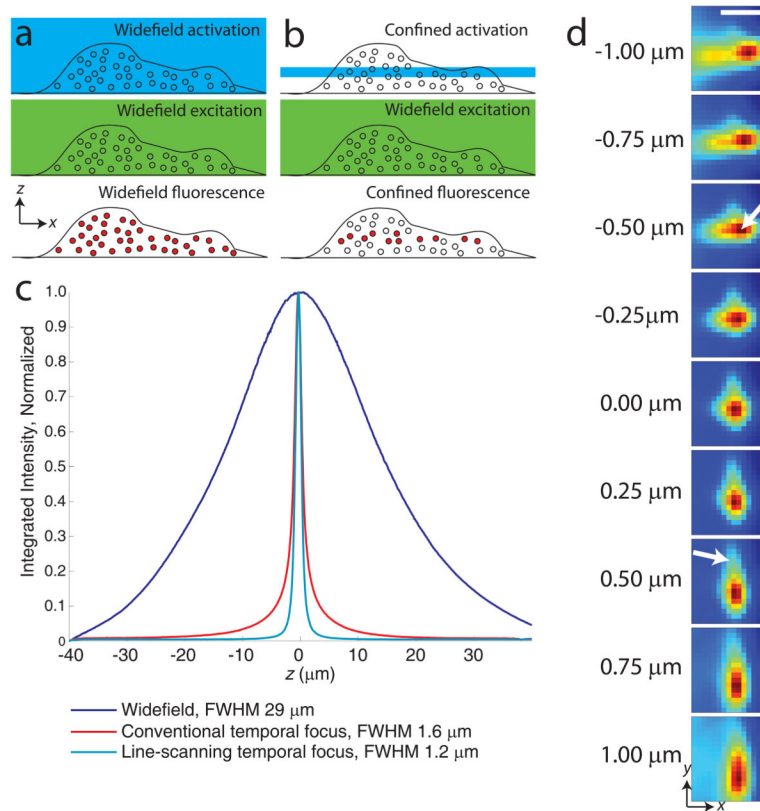 a
Widefield activation
Widefield excitation
Widefield fluorescence
z
x
b
Confined activation
Widefield excitation
Confined fluorescence
c
Integrated Intensity, Normalized
1.0
0.9
0.8
0.7
0.6
0.5
0.4
0.3
0.2
0.1
0
-40 -30 -20 -10 0 10 20 30
z (μm)
Widefield, FWHM 29 μm
Conventional temporal focus, FWHM 1.6 μm
Line-scanning temporal focus, FWHM 1.2 μm
d
-1.00 μm
-0.75 μm
-0.50 μm
-0.25μm
0.00 μm
0.25 μm
0.50 μm
0.75 μm
1.00 μm
y
x